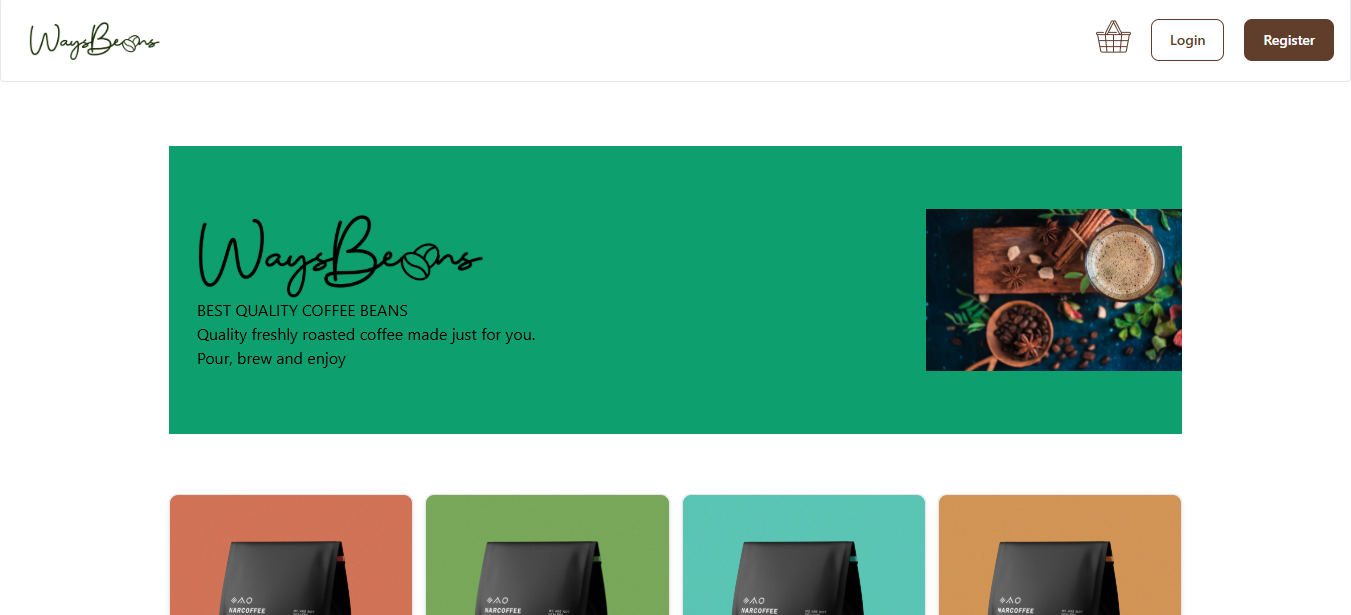 WaysBeans
Login
Register
WaysBeans
BEST QUALITY COFFEE BEANS
Quality freshly roasted coffee made just for you.
Pour, brew and enjoy
NARCOFFEE
NARCOFFEE
NARCOFFEE
NARCOFFEE